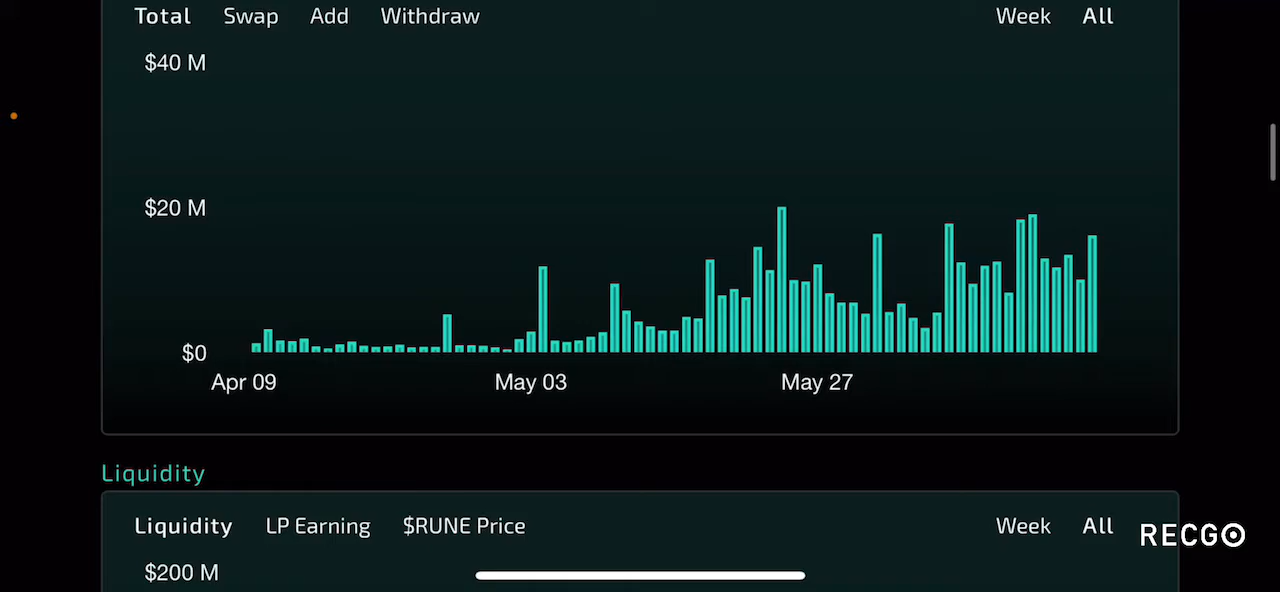 Total Swap Add Withdraw Week All
$40 M
$20 M
$0
Apr 09 May 03 May 27
Liquidity
Liquidity LP Earning $RUNE Price Week All
RECGO
$200 M